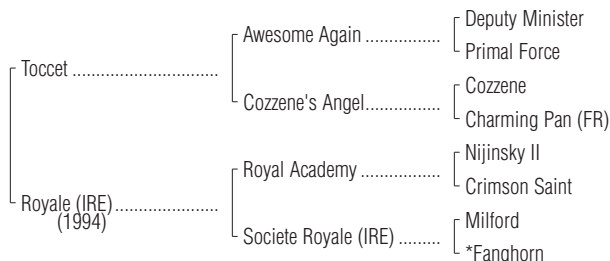 Deputy Minister
Awesome Again ................
Primal Force
Toccet ..............................
Cozzene
Cozzene's Angel................
Charming Pan (FR)
Nijinsky II
Royal Academy .................
Crimson Saint
Royale (IRE) .....................
(1994)
Milford
Societe Royale (IRE) .........
*Fanghorn